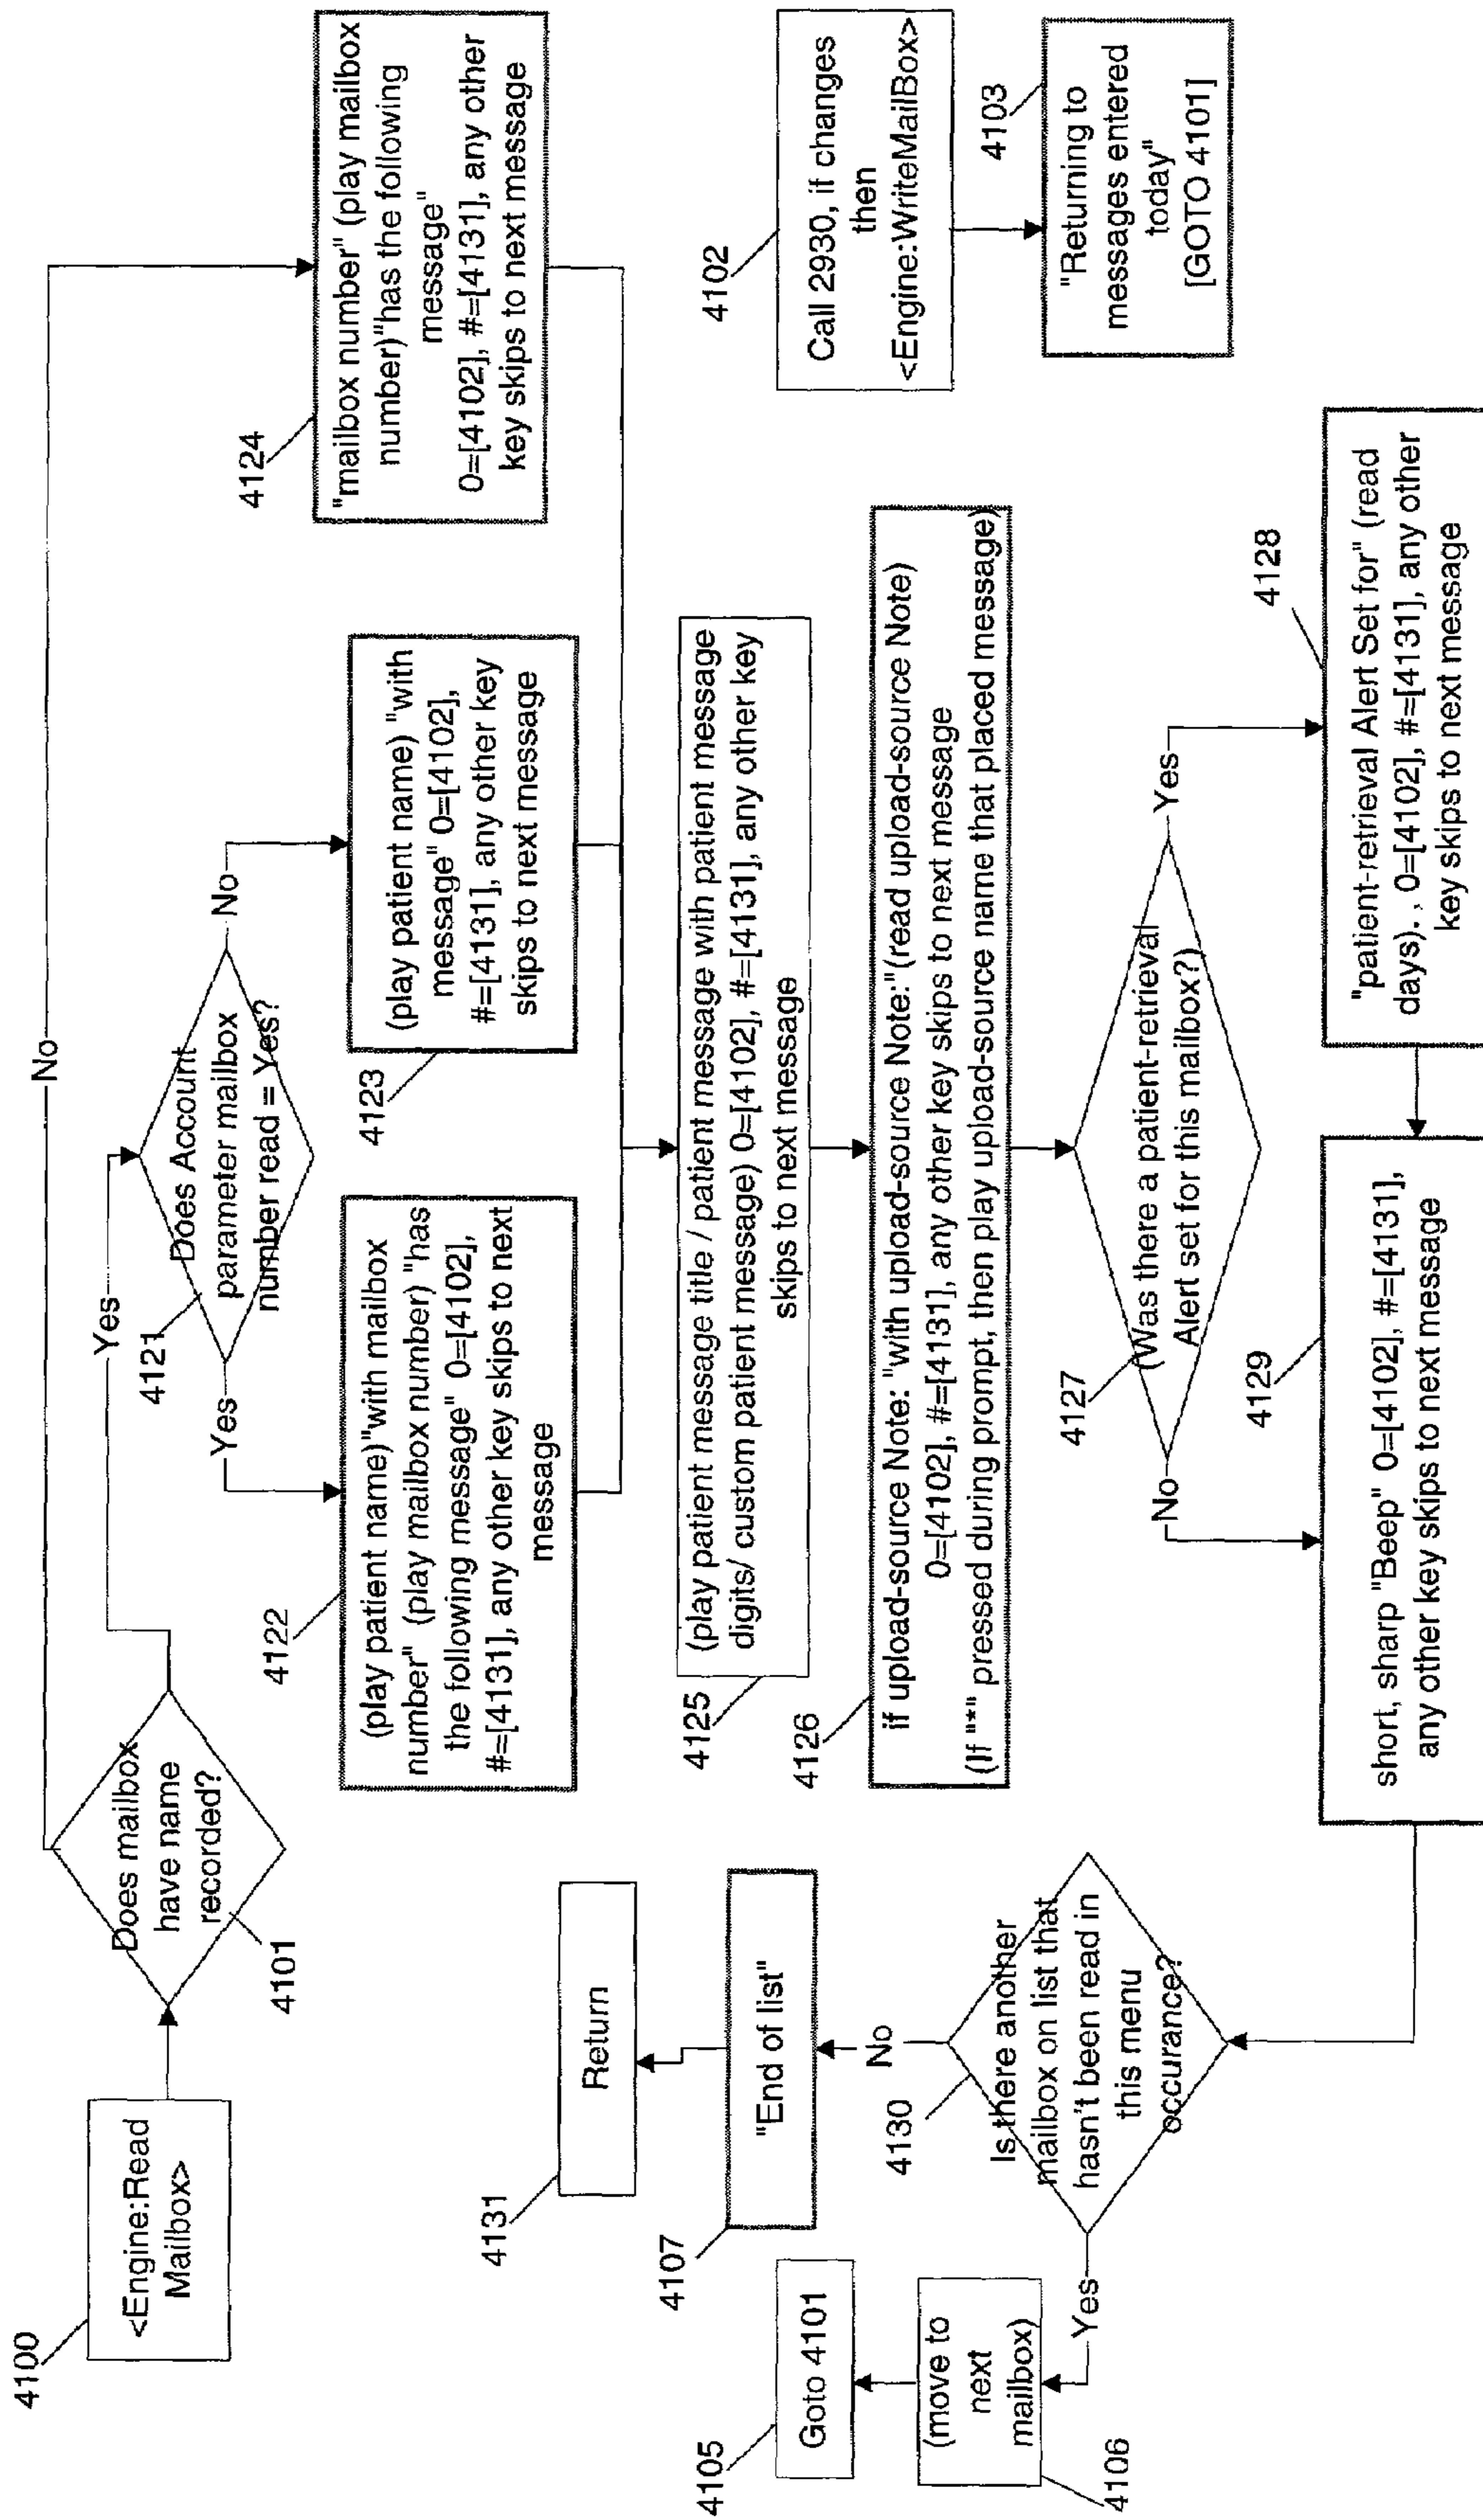 4100
<Engine:Read
Mailbox>
Does mailbox
have name
recorded?
4101
No
Yes
4121
Does Account
parameter mailbox
number read = Yes?
Yes
No
4122
(play patient name)"with mailbox
number" (play mailbox number) "has
the following message" 0=[4102],
#=[4131], any other key skips to next
message
4123
(play patient name) "with
message" 0=[4102],
#=[4131], any other key
skips to next message
4124
"mailbox number" (play mailbox
number)"has the following
message"
0=[4102], #=[4131], any other
key skips to next message
4125
(play patient message title / patient message with patient message
digits/ custom patient message) 0=[4102], #=[4131], any other key
skips to next message
4126
if upload-source Note: "with upload-source Note:"(read upload-source Note)
0=[4102], #=[4131], any other key skips to next message
(If "*" pressed during prompt, then play upload-source name that placed message)
4102
Call 2930, if changes
then
<Engine:WriteMailBox>
4103
"Returning to
messages entered
today"
[GOTO 4101]
4127
(Was there a patient-retrieval
Alert set for this mailbox?)
No
Yes
4128
"patient-retrieval Alert Set for" (read
days)., 0=[4102], #=[4131], any other
key skips to next message
4129
short, sharp "Beep" 0=[4102], #=[4131],
any other key skips to next message
4130
Is there another
mailbox on list that
hasn't been read in
this menu
occurance?
No
Yes
4107
"End of list"
4131
Return
4106
(move to
next
mailbox)
4105
Goto 4101